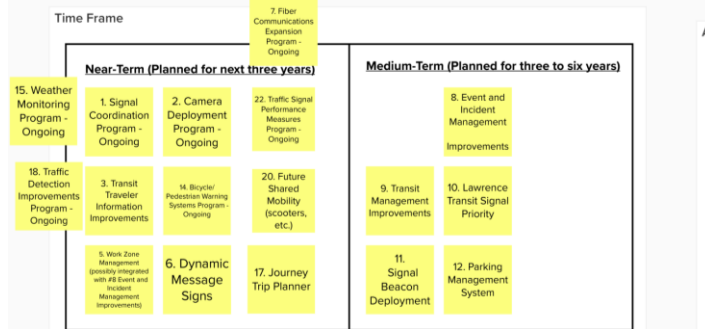 Time Frame
7. Fiber
Communications
Expansion
Program -
Ongoing
Near-Term (Planned for next three years)
15. Weather
Monitoring
Program -
Ongoing
1. Signal
Coordination
Program -
Ongoing
2. Camera
Deployment
Program -
Ongoing
22. Traffic Signal
Performance
Measures
Program -
Ongoing
18. Traffic
Detection
Improvements
Program -
Ongoing
3. Transit
Traveler
Information
Improvements
14. Bicycle/
Pedestrian Warning
Systems Program -
Ongoing
20. Future
Shared
Mobility
(scooters,
etc.)
5. Work Zone
Management
(possibly integrated
with #8 Event and
Incident
Management
Improvements)
6. Dynamic
Message
Signs
17. Journey
Trip Planner
Medium-Term (Planned for three to six years)
8. Event and
Incident
Management
Improvements
9. Transit
Management
Improvements
10. Lawrence
Transit Signal
Priority
11.
Signal
Beacon
Deployment
12. Parking
Management
System